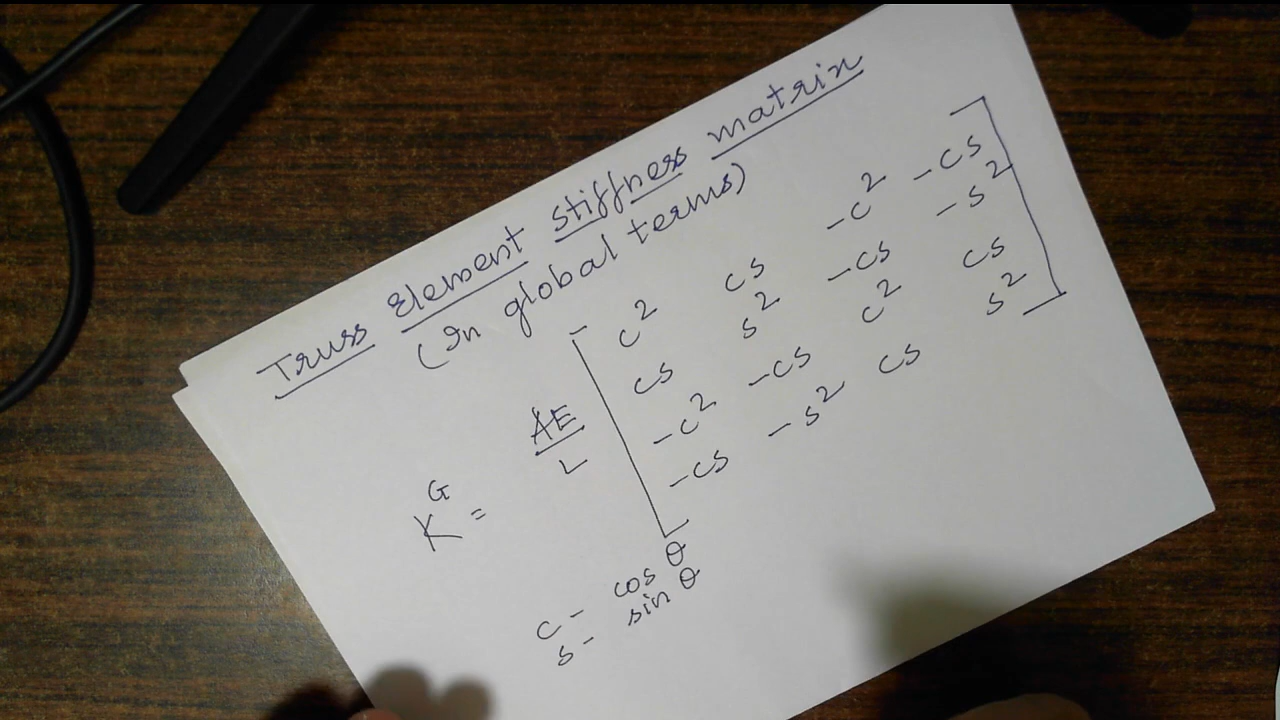 Truss Element stiffness matrix
(In global terms)
K^G = AE/L [ c² cs -c² -cs
cs s² -cs -s²
-c² -cs c² cs
-cs -s² cs s² ]
c - cos θ
s - sin θ